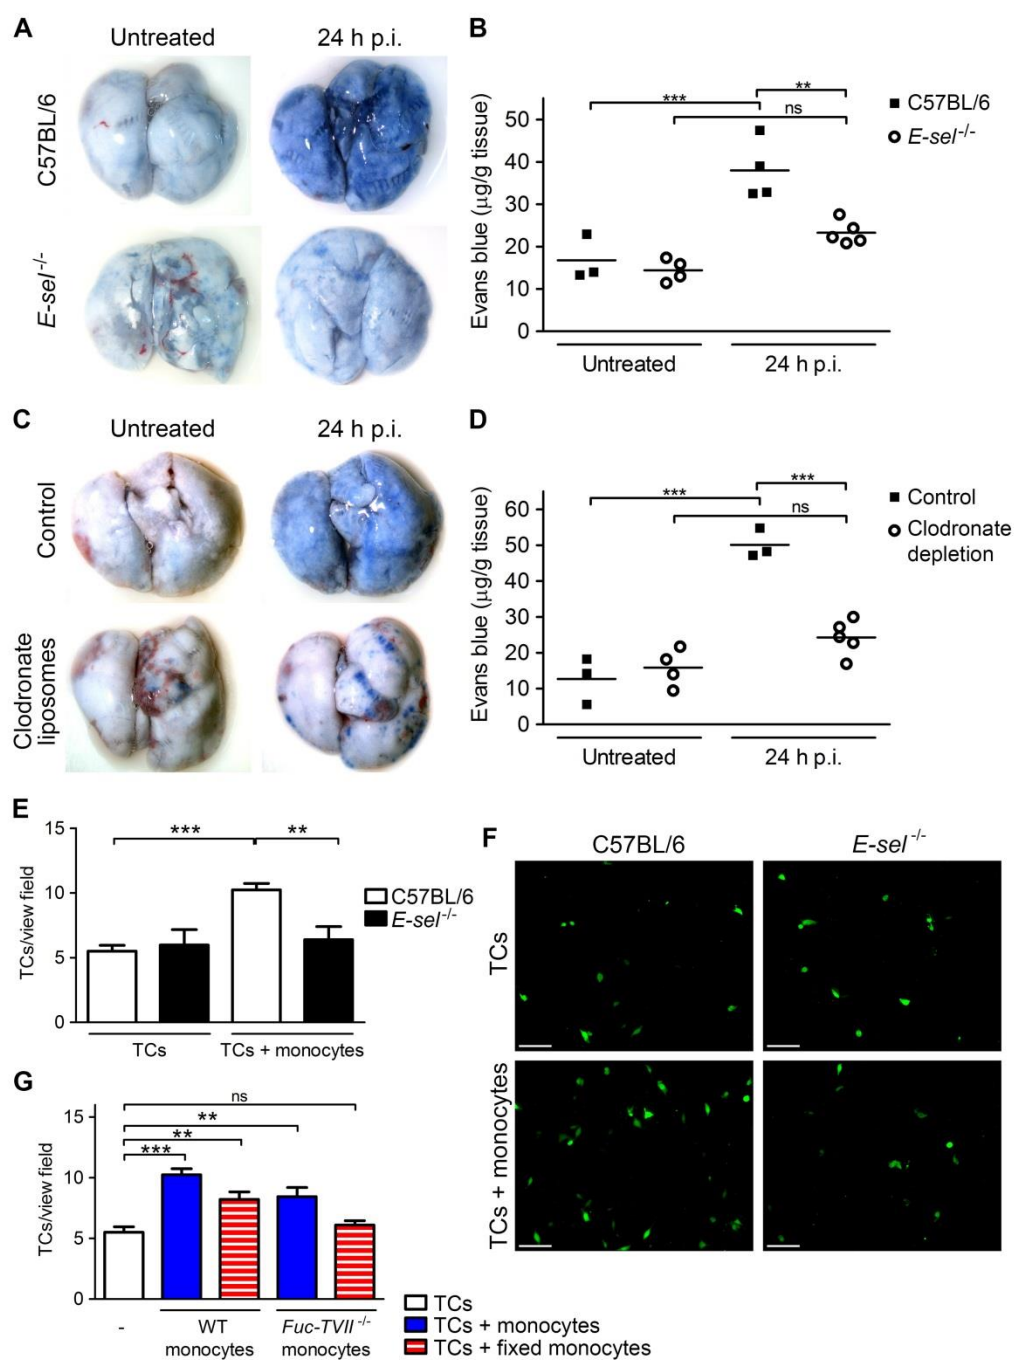 A
Untreated
24 h p.i.
C57BL/6
E-sel-/-
B
Evans blue (µg/g tissue)
50
40
30
20
10
0
***
**
ns
C57BL/6
E-sel-/-
Untreated
24 h p.i.
C
Untreated
24 h p.i.
Control
Clodronate
liposomes
D
Evans blue (µg/g tissue)
60
50
40
30
20
10
0
***
***
ns
Control
Clodronate
depletion
Untreated
24 h p.i.
E
TCs/view field
15
10
5
0
***
**
C57BL/6
E-sel-/-
TCs
TCs + monocytes
F
C57BL/6
E-sel-/-
TCs
TCs + monocytes
G
TCs/view field
15
10
5
0
ns
**
**
***
-
WT
monocytes
Fuc-TVII-/-
monocytes
TCs
TCs + monocytes
TCs + fixed monocytes